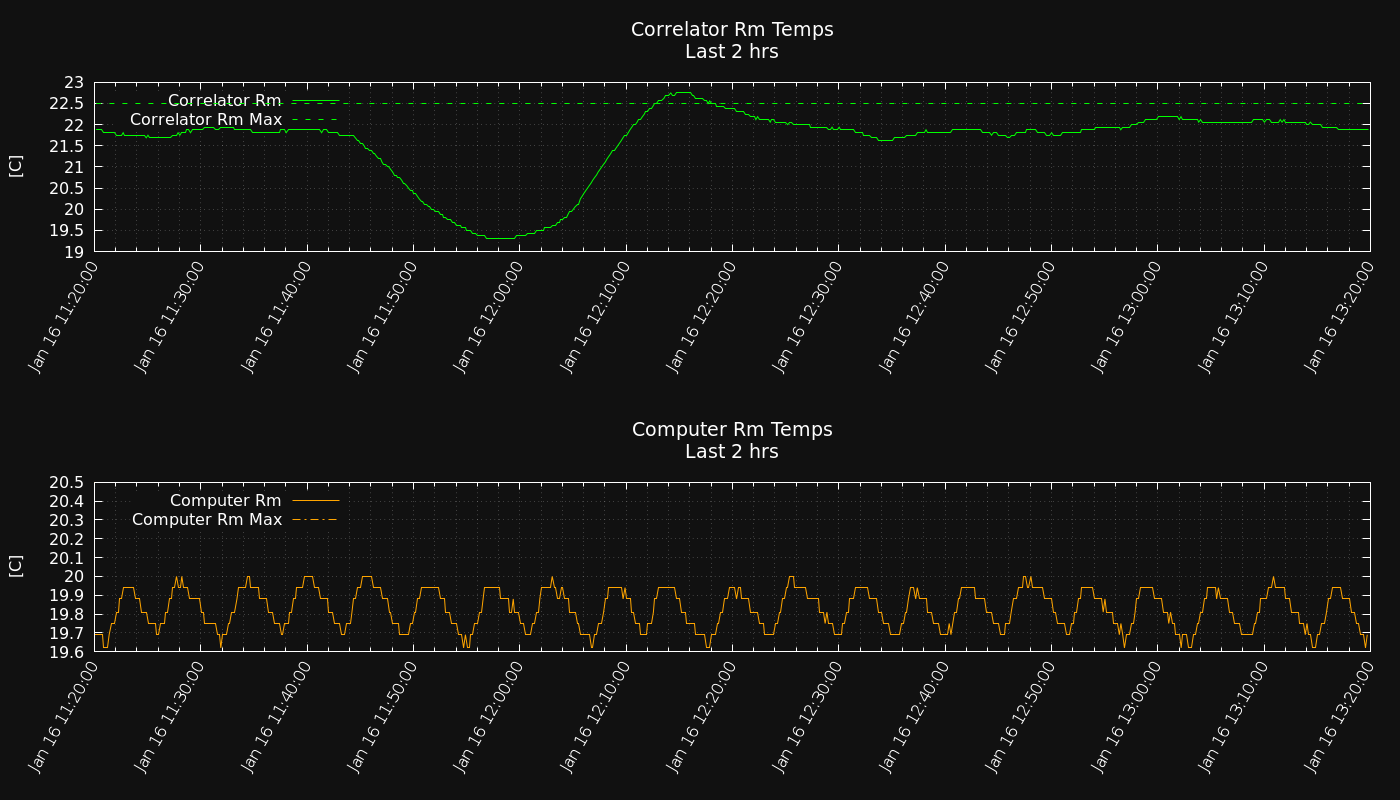 Correlator Rm Temps
Last 2 hrs
23
22.5
22
21.5
21
20.5
20
19.5
19
[C]
Correlator Rm
Correlator Rm Max
Jan 16 11:20:00
Jan 16 11:30:00
Jan 16 11:40:00
Jan 16 11:50:00
Jan 16 12:00:00
Jan 16 12:10:00
Jan 16 12:20:00
Jan 16 12:30:00
Jan 16 12:40:00
Jan 16 12:50:00
Jan 16 13:00:00
Jan 16 13:10:00
Jan 16 13:20:00
Computer Rm Temps
Last 2 hrs
20.5
20.4
20.3
20.2
20.1
20
19.9
19.8
19.7
19.6
[C]
Computer Rm
Computer Rm Max
Jan 16 11:20:00
Jan 16 11:30:00
Jan 16 11:40:00
Jan 16 11:50:00
Jan 16 12:00:00
Jan 16 12:10:00
Jan 16 12:20:00
Jan 16 12:30:00
Jan 16 12:40:00
Jan 16 12:50:00
Jan 16 13:00:00
Jan 16 13:10:00
Jan 16 13:20:00